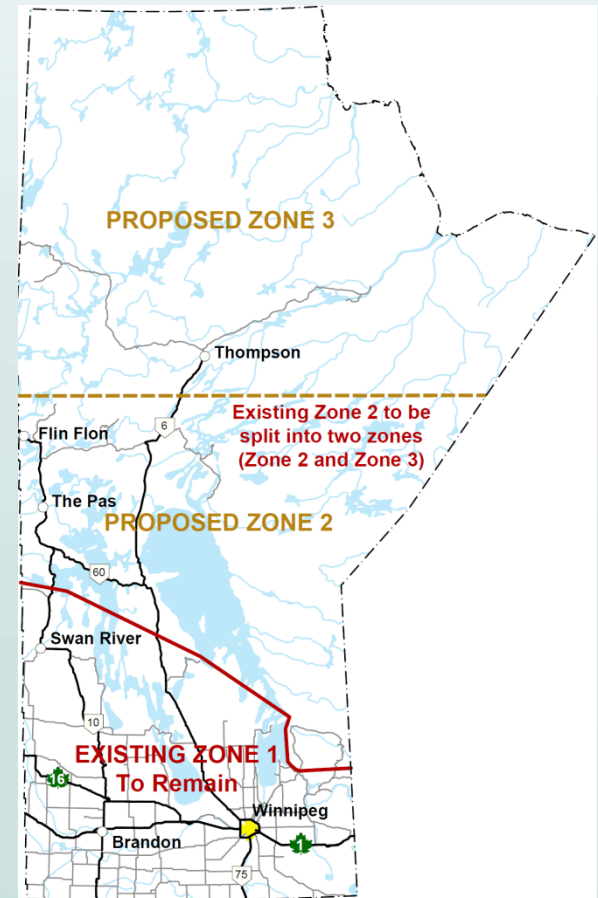 PROPOSED ZONE 3
Thompson
Existing Zone 2 to be
split into two zones
(Zone 2 and Zone 3)
6
Flin Flon
The Pas
PROPOSED ZONE 2
60
Swan River
10
EXISTING ZONE 1
To Remain
16
Winnipeg
Brandon
1
75